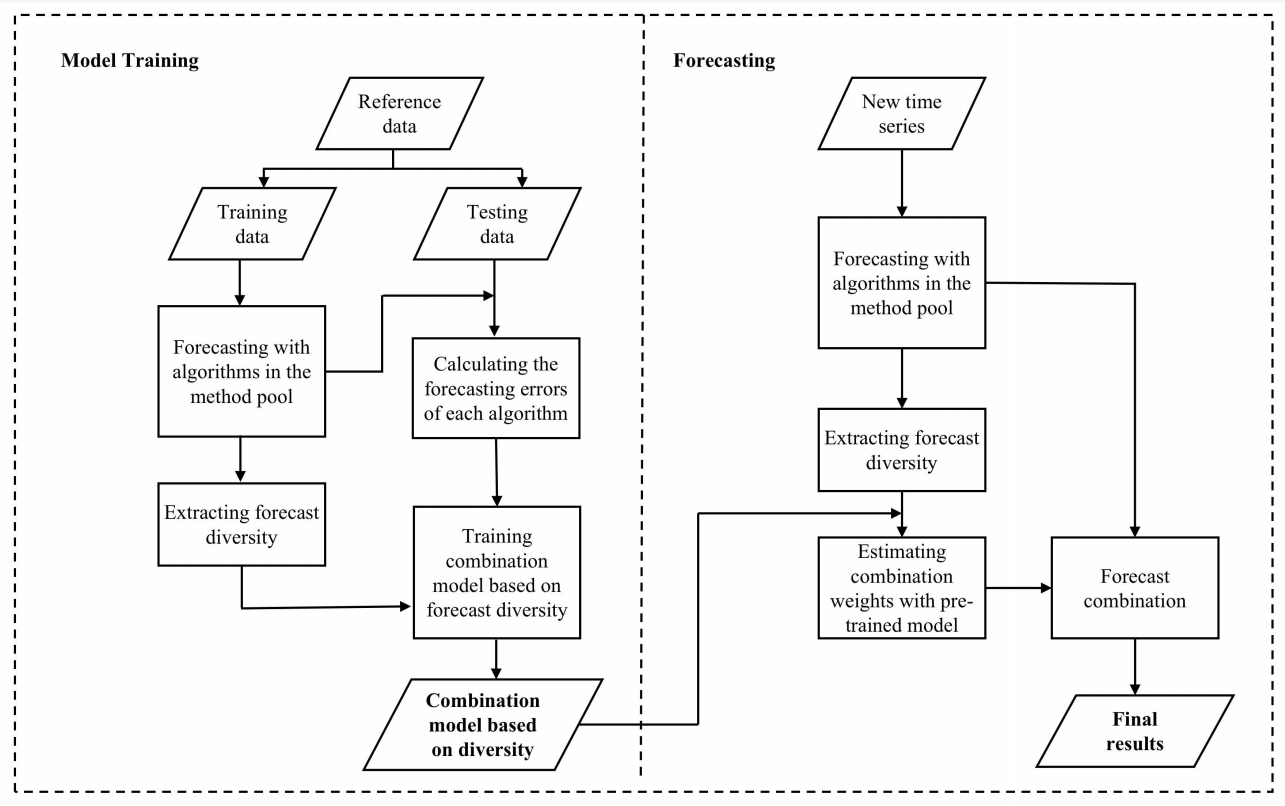 Model Training
Reference
data
Training
data
Testing
data
Forecasting with
algorithms in the
method pool
Calculating the
forecasting errors
of each algorithm
Extracting forecast
diversity
Training
combination
model based on
forecast diversity
Combination
model based
on diversity
Forecasting
New time
series
Forecasting with
algorithms in the
method pool
Extracting forecast
diversity
Estimating
combination
weights with pre-
trained model
Forecast
combination
Final
results